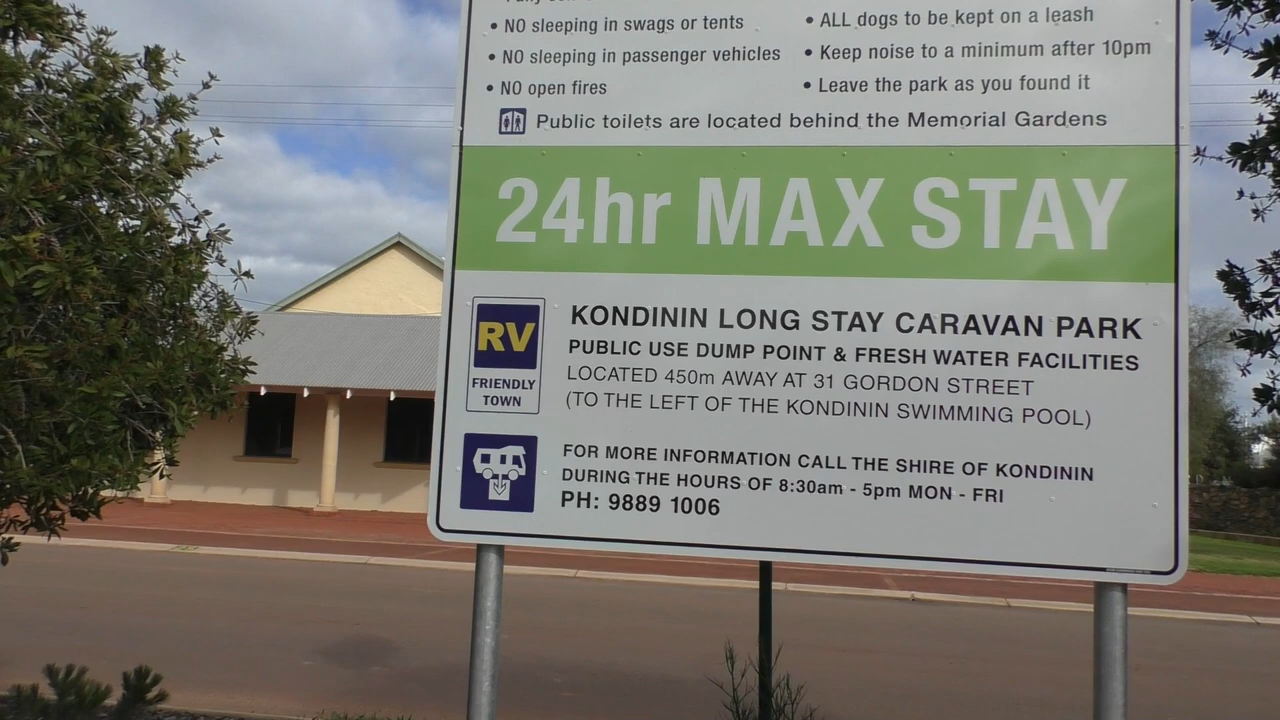 • NO sleeping in swags or tents
• NO sleeping in passenger vehicles
• NO open fires
• ALL dogs to be kept on a leash
• Keep noise to a minimum after 10pm
• Leave the park as you found it
Public toilets are located behind the Memorial Gardens
24hr MAX STAY
RV
FRIENDLY
TOWN
KONDININ LONG STAY CARAVAN PARK
PUBLIC USE DUMP POINT & FRESH WATER FACILITIES
LOCATED 450m AWAY AT 31 GORDON STREET
(TO THE LEFT OF THE KONDININ SWIMMING POOL)
FOR MORE INFORMATION CALL THE SHIRE OF KONDININ
DURING THE HOURS OF 8:30am - 5pm MON - FRI
PH: 9889 1006